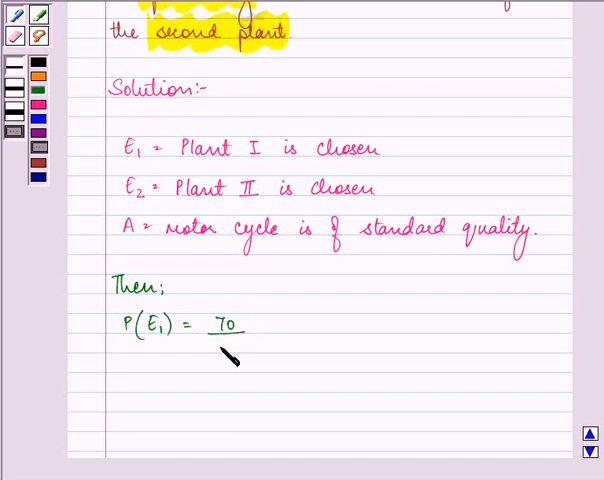 the second plant.
Solution:-
E₁ = Plant I is chosen
E₂ = Plant II is chosen
A = motor cycle is of standard quality.
Then;
P(E₁) = 70